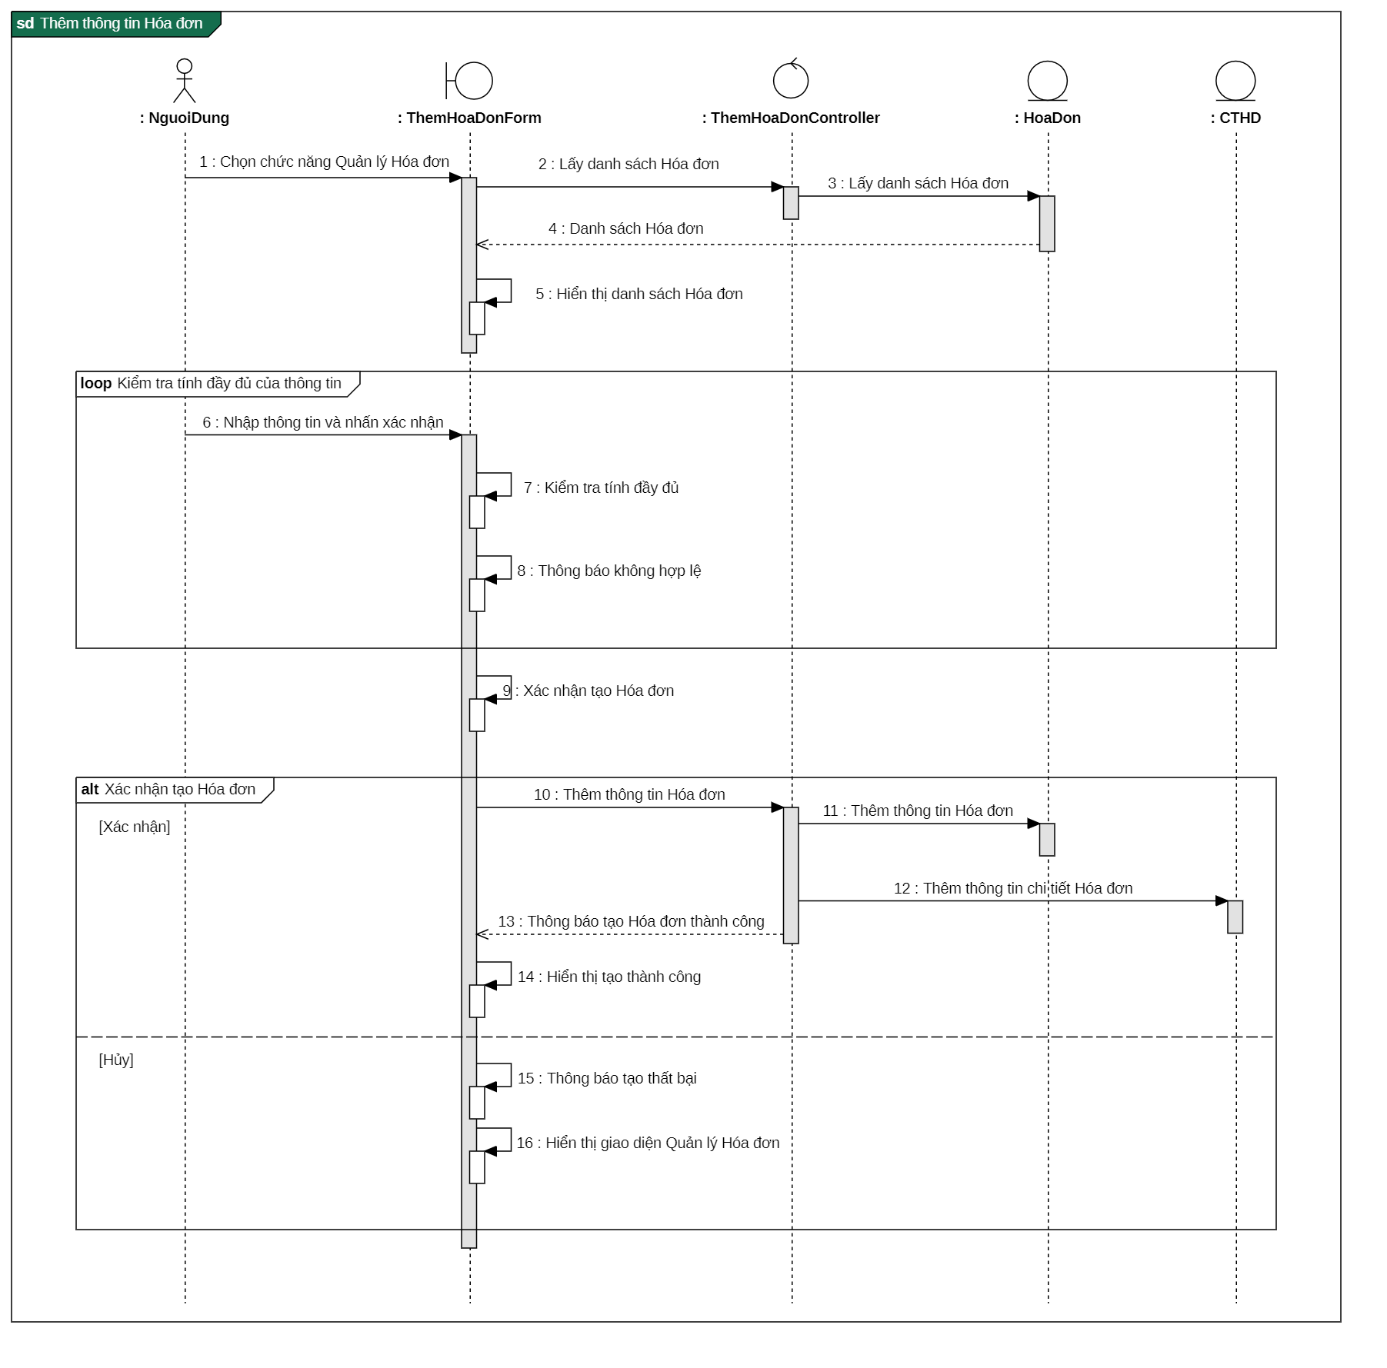 sd Thêm thông tin Hóa đơn
: NguoiDung
: ThemHoaDonForm
: ThemHoaDonController
: HoaDon
: CTHD
1 : Chọn chức năng Quản lý Hóa đơn
2 : Lấy danh sách Hóa đơn
3 : Lấy danh sách Hóa đơn
4 : Danh sách Hóa đơn
5 : Hiển thị danh sách Hóa đơn
loop Kiểm tra tính đầy đủ của thông tin
6 : Nhập thông tin và nhấn xác nhận
7 : Kiểm tra tính đầy đủ
8 : Thông báo không hợp lệ
9 : Xác nhận tạo Hóa đơn
alt Xác nhận tạo Hóa đơn
[Xác nhận]
10 : Thêm thông tin Hóa đơn
11 : Thêm thông tin Hóa đơn
12 : Thêm thông tin chi tiết Hóa đơn
13 : Thông báo tạo Hóa đơn thành công
14 : Hiển thị tạo thành công
[Hủy]
15 : Thông báo tạo thất bại
16 : Hiển thị giao diện Quản lý Hóa đơn